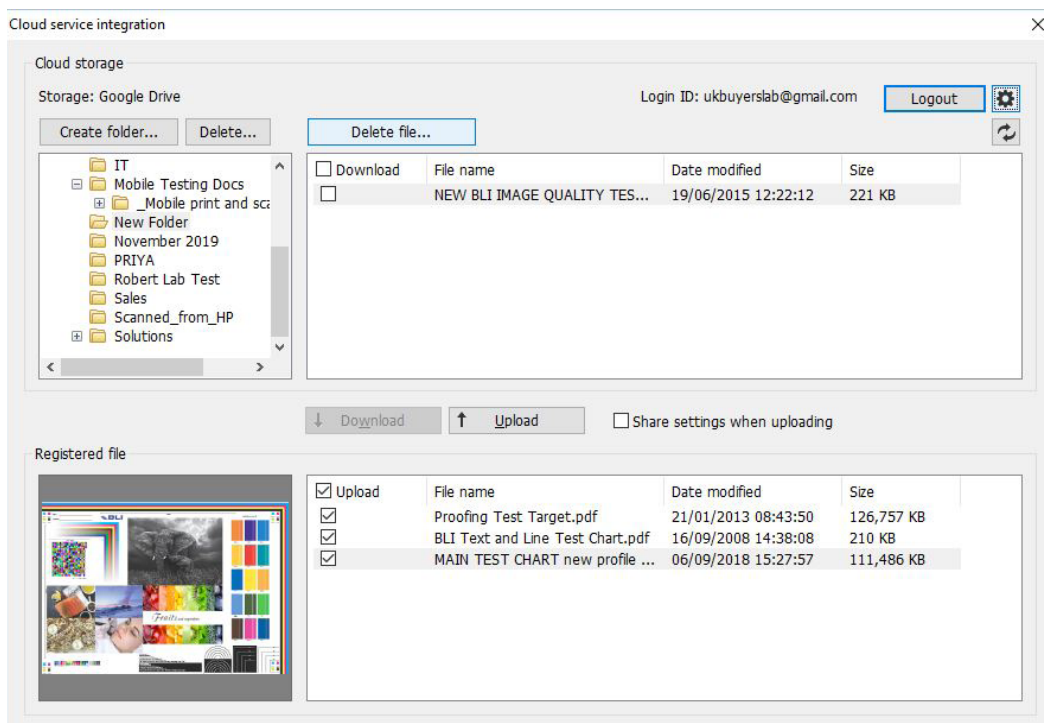 Cloud service integration
Cloud storage
Storage: Google Drive
Login ID: ukbuyerslab@gmail.com
Logout
Create folder...
Delete...
Delete file...
IT
Mobile Testing Docs
_Mobile print and sca
New Folder
November 2019
PRIYA
Robert Lab Test
Sales
Scanned_from_HP
Solutions
Download File name Date modified Size
NEW BLI IMAGE QUALITY TES... 19/06/2015 12:22:12 221 KB
Download
Upload
Share settings when uploading
Registered file
BLI
Fruits and vegetables
Upload File name Date modified Size
Proofing Test Target.pdf 21/01/2013 08:43:50 126,757 KB
BLI Text and Line Test Chart.pdf 16/09/2008 14:38:08 210 KB
MAIN TEST CHART new profile ... 06/09/2018 15:27:57 111,486 KB